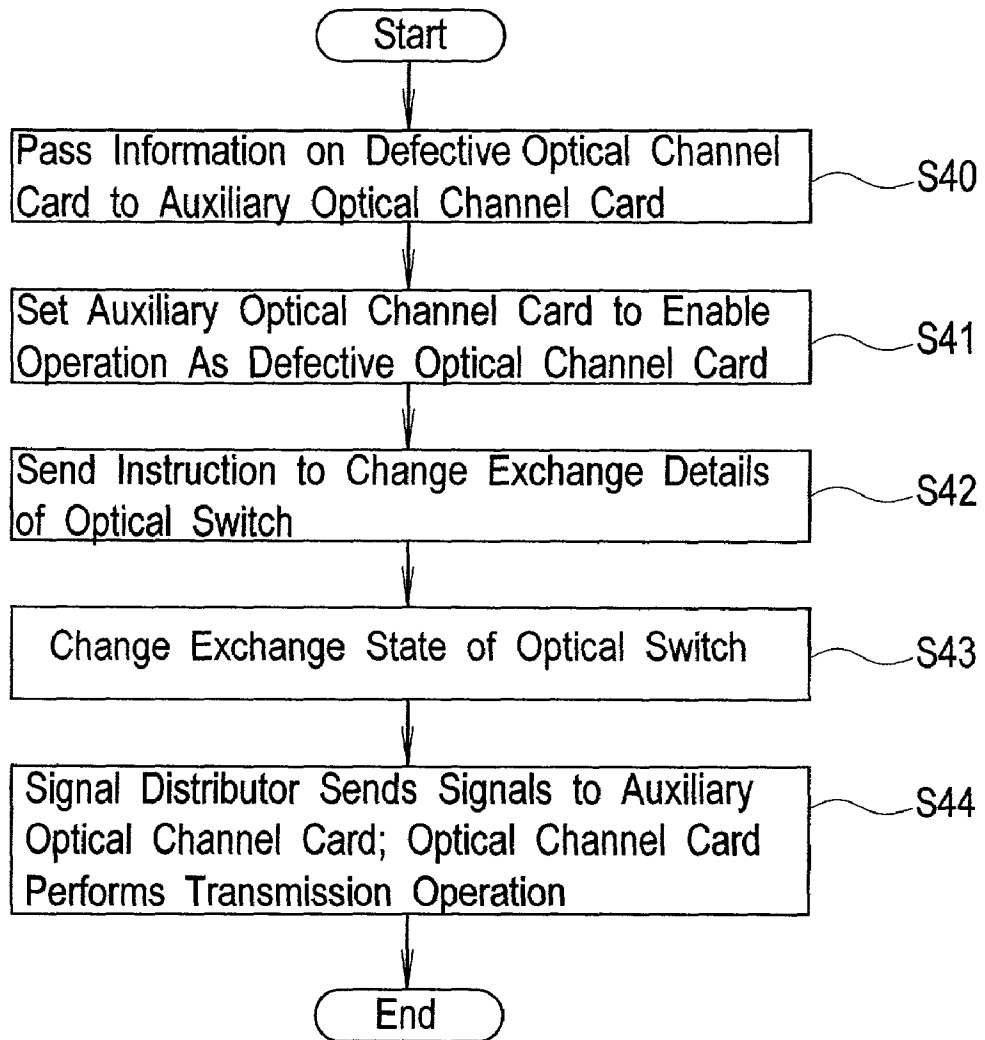 Start
Pass Information on Defective Optical Channel
Card to Auxiliary Optical Channel Card
S40
Set Auxiliary Optical Channel Card to Enable
Operation As Defective Optical Channel Card
S41
Send Instruction to Change Exchange Details
of Optical Switch
S42
Change Exchange State of Optical Switch
S43
Signal Distributor Sends Signals to Auxiliary
Optical Channel Card; Optical Channel Card
Performs Transmission Operation
S44
End